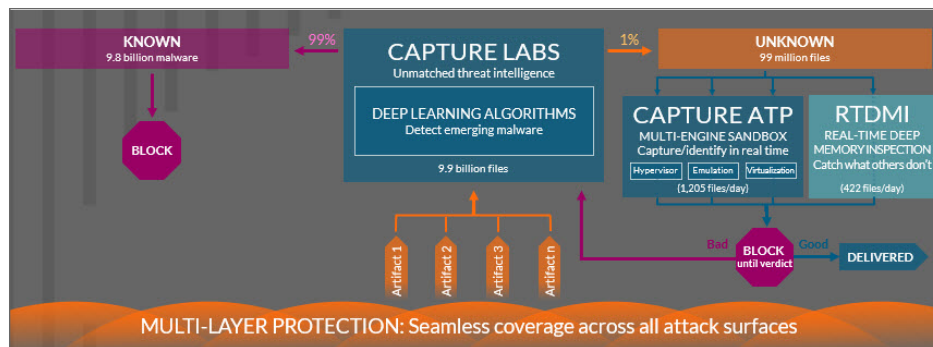 KNOWN
9.8 billion malware
99%
CAPTURE LABS
Unmatched threat intelligence
1%
UNKNOWN
99 million files
DEEP LEARNING ALGORITHMS
Detect emerging malware
9.9 billion files
BLOCK
CAPTURE ATP
MULTI-ENGINE SANDBOX
Capture/identify in real time
Hypervisor
Emulation
Virtualization
(1,205 files/day)
RTDMI
REAL-TIME DEEP
MEMORY INSPECTION
Catch what others don't
(422 files/day)
Artifact 1
Artifact 2
Artifact 3
Artifact n
Bad
BLOCK
until verdict
Good
DELIVERED
MULTI-LAYER PROTECTION: Seamless coverage across all attack surfaces